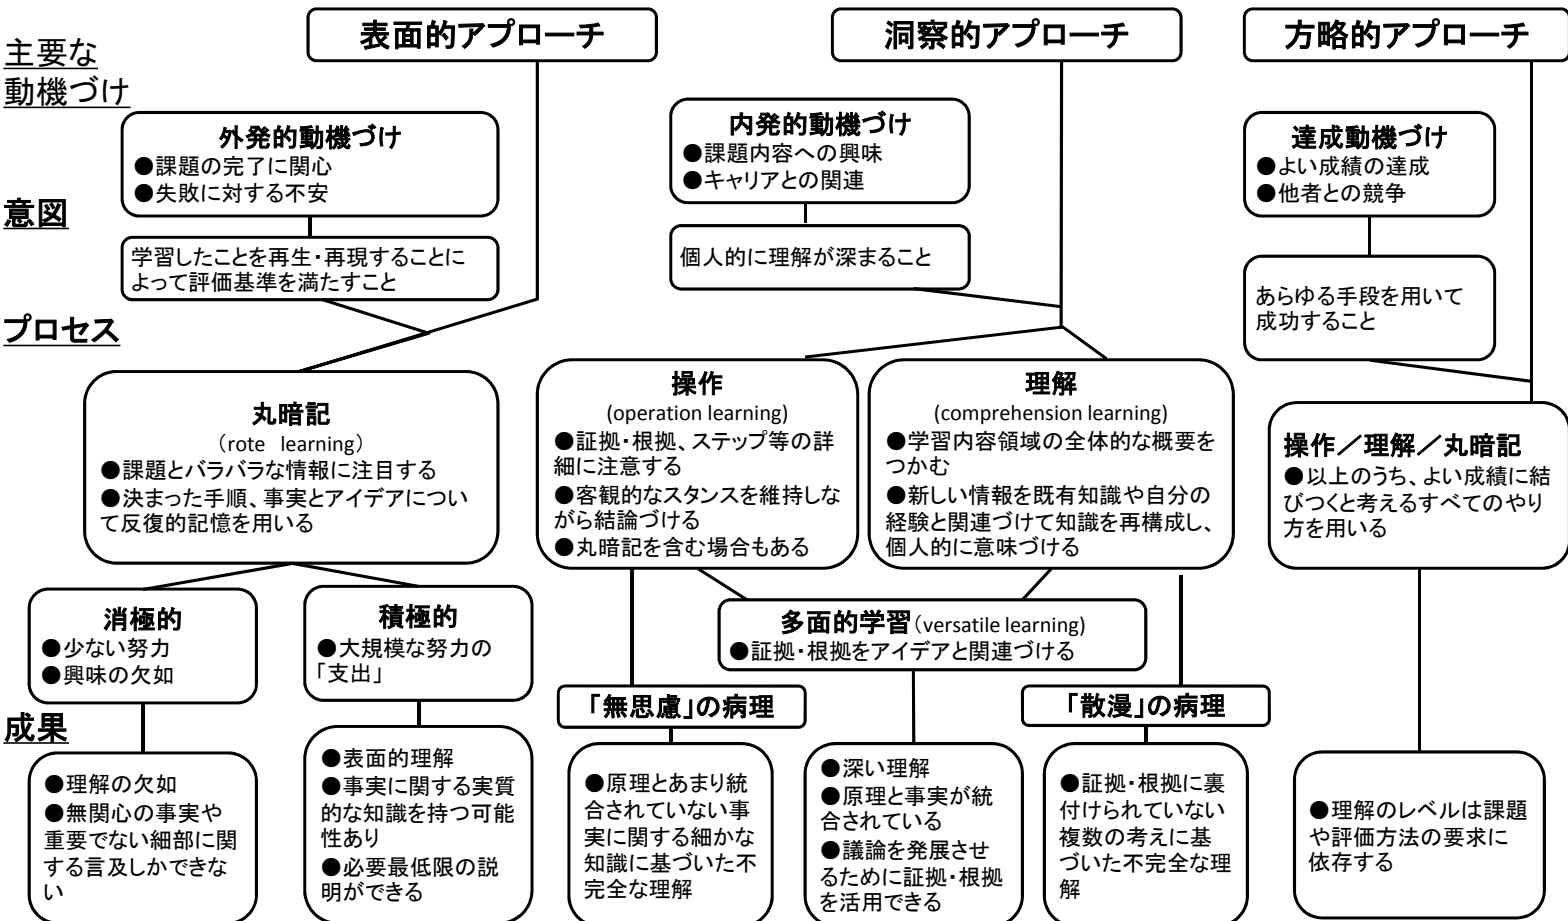 表面的アプローチ
洞察的アプローチ
方略的アプローチ
主要な
動機づけ
外発的動機づけ
●課題の完了に関心
●失敗に対する不安
内発的動機づけ
●課題内容への興味
●キャリアとの関連
達成動機づけ
●よい成績の達成
●他者との競争
意図
学習したことを再生・再現することに
よって評価基準を満たすこと
個人的に理解が深まること
あらゆる手段を用いて
成功すること
プロセス
丸暗記
（rote learning）
●課題とバラバラな情報に注目する
●決まった手順、事実とアイデアについ
て反復的記憶を用いる
操作
(operation learning)
●証拠・根拠、ステップ等の詳
細に注意する
●客観的なスタンスを維持しな
がら結論づける
●丸暗記を含む場合もある
理解
(comprehension learning)
●学習内容領域の全体的な概要を
つかむ
●新しい情報を既有知識や自分の
経験と関連づけて知識を再構成し、
個人的に意味づける
操作／理解／丸暗記
●以上のうち、よい成績に結
びつくと考えるすべてのやり
方を用いる
消極的
●少ない努力
●興味の欠如
積極的
●大規模な努力の
「支出」
多面的学習（versatile learning)
●証拠・根拠をアイデアと関連づける
「無思慮」の病理
「散漫」の病理
成果
●理解の欠如
●無関心の事実や
重要でない細部に関
する言及しかできな
い
●表面的理解
●事実に関する実質
的な知識を持つ可能
性あり
●必要最低限の説
明ができる
●原理とあまり統
合されていない事
実に関する細かな
知識に基づいた不
完全な理解
●深い理解
●原理と事実が統
合されている
●議論を発展させ
るために証拠・根拠
を活用できる
●証拠・根拠に裏
付けられていない
複数の考えに基
づいた不完全な理
解
●理解のレベルは課題
や評価方法の要求に
依存する